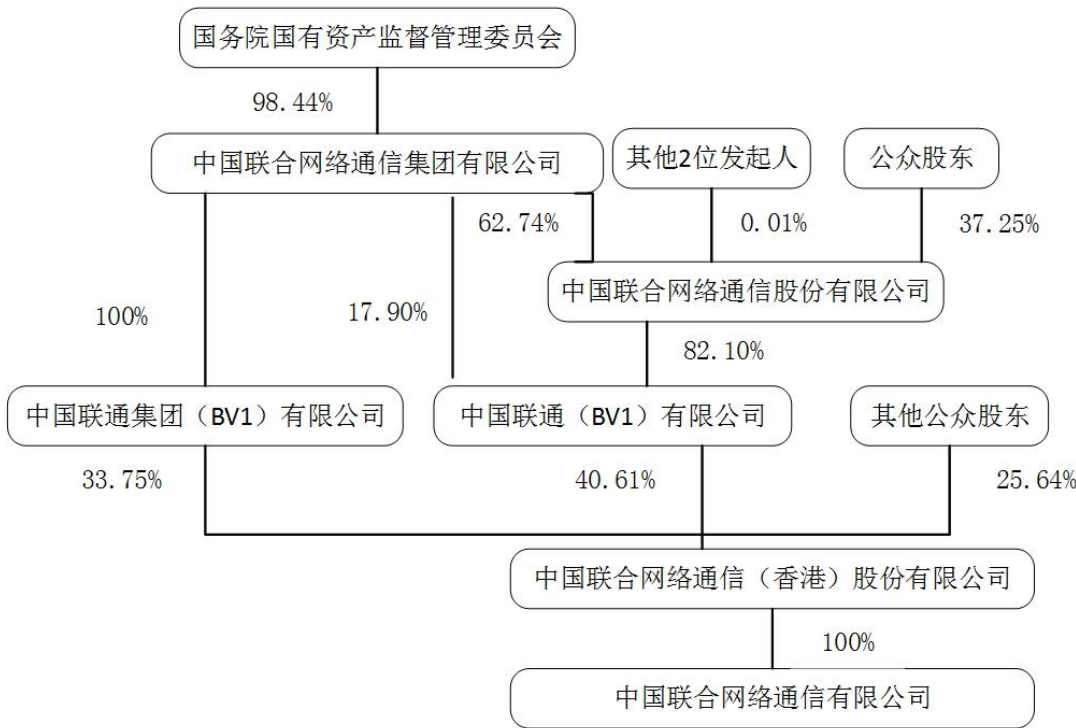 国务院国有资产监督管理委员会
98.44%
中国联合网络通信集团有限公司
其他2位发起人
公众股东
62.74%
0.01%
37.25%
中国联合网络通信股份有限公司
100%
17.90%
82.10%
中国联通集团（BV1）有限公司
中国联通（BV1）有限公司
其他公众股东
33.75%
40.61%
25.64%
中国联合网络通信（香港）股份有限公司
100%
中国联合网络通信有限公司